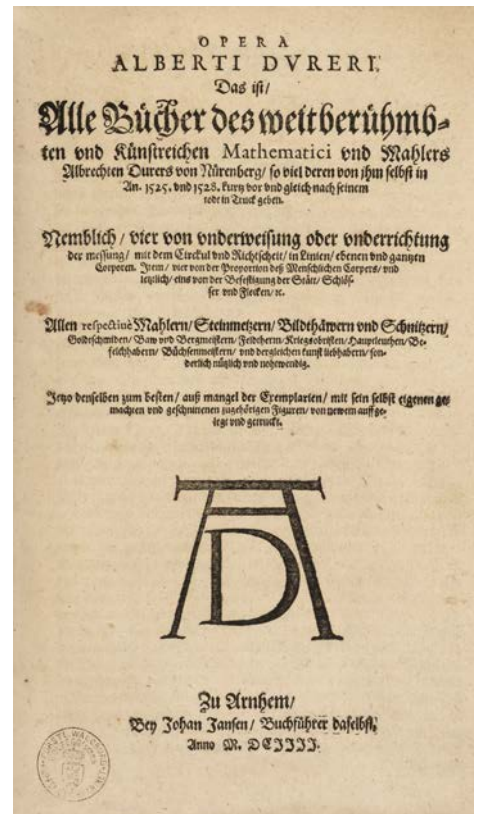 OPERA
ALBERTI DVRERI.
Das ist/
Alle Bücher des weitberühmb-
ten vnd Künstreichen Mathematici vnd Mahlers
Albrechten Durers von Nürenberg/ so viel deren von jhm selbst in
An. 1525. vnd 1528. kurtz vor vnd gleich nach seinem
todt in Truck geben.
Nemblich/ vier von vnderweisung oder vnderrichtung
der messung/ mit dem Circkul vnd Richtscheit/ in Linien/ ebenen vnd gantzen
Corporen. Item/ vier von der Proportion deß Menschlichen Corpers/ vnd
letzlich/ eins von der Befestigung der Stätt/ Schlös-
ser vnd Flecken/ ec.
Allen respectiuè Mahlern/ Steinmetzern/ Bildthäwern vnd Schnitzern/
Goldtschmiden/ Baw vnd Bergmeistern/ Feldtherrn/ Kriegsobristen/ Hauptleuthen/ Be-
felchhabern/ Büchsenmeistern/ vnd dergleichen kunst liebhabern/ son-
derlich nützlich vnd nohtwendig.
Jetzo denselben zum besten/ auß mangel der Exemplarien/ mit sein selbst eigenen ge-
machten vnd geschnittenen zugehörigen Figuren/ von newem auffge-
legt vnd getruckt.
AD
Zu Arnhem/
Bey Johan Jansen/ Buchführer daselbst,
Anno M. DCIIII.